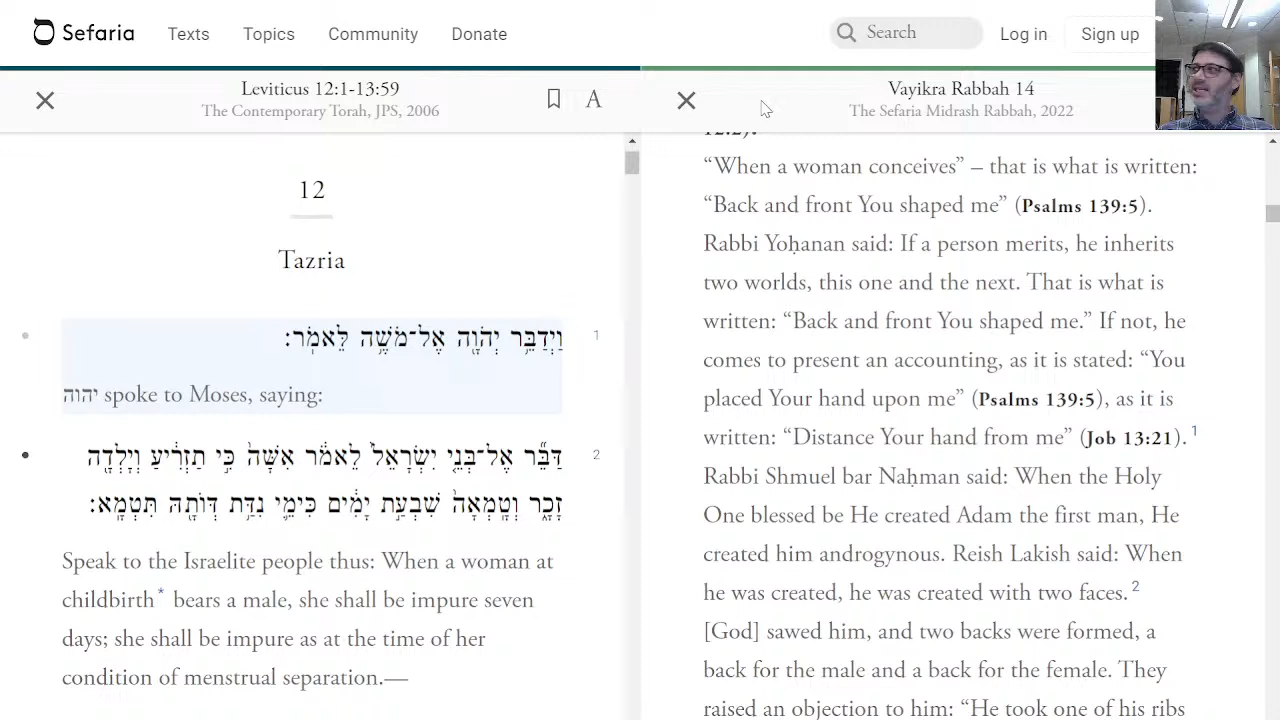 Sefaria Texts Topics Community Donate Search Log in Sign up
Leviticus 12:1-13:59
The Contemporary Torah, JPS, 2006
A
12
Tazria
וַיְדַבֵּ֥ר יְהֹוָ֖ה אֶל־מֹשֶׁ֥ה לֵּאמֹֽר׃
1
יהוה spoke to Moses, saying:
דַּבֵּ֞ר אֶל־בְּנֵ֤י יִשְׂרָאֵל֙ לֵאמֹ֔ר אִשָּׁה֙ כִּ֣י תַזְרִ֔יעַ וְיָלְדָ֖ה
2
זָכָ֑ר וְטָֽמְאָה֙ שִׁבְעַ֣ת יָמִ֔ים כִּימֵ֛י נִדַּ֥ת דְּוֺתָ֖הּ תִּטְמָֽא׃
Speak to the Israelite people thus: When a woman at
childbirth* bears a male, she shall be impure seven
days; she shall be impure as at the time of her
condition of menstrual separation.—
Vayikra Rabbah 14
The Sefaria Midrash Rabbah, 2022
“When a woman conceives” – that is what is written:
“Back and front You shaped me” (Psalms 139:5).
Rabbi Yoḥanan said: If a person merits, he inherits
two worlds, this one and the next. That is what is
written: “Back and front You shaped me.” If not, he
comes to present an accounting, as it is stated: “You
placed Your hand upon me” (Psalms 139:5), as it is
written: “Distance Your hand from me” (Job 13:21). 1
Rabbi Shmuel bar Naḥman said: When the Holy
One blessed be He created Adam the first man, He
created him androgynous. Reish Lakish said: When
he was created, he was created with two faces. 2
[God] sawed him, and two backs were formed, a
back for the male and a back for the female. They
raised an objection to him: “He took one of his ribs